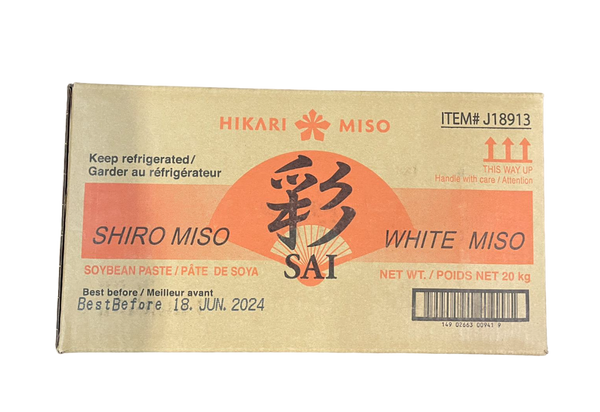 HIKARI MISO
ITEM# J18913
Keep refrigerated/
Garder au réfrigérateur
THIS WAY UP
Handle with care / Attention
彩
SHIRO MISO
WHITE MISO
SAI
SOYBEAN PASTE / PÂTE DE SOYA
NET WT. / POIDS NET 20 kg
Best before / Meilleur avant
BestBefore 18. JUN. 2024
149 02663 00941 9